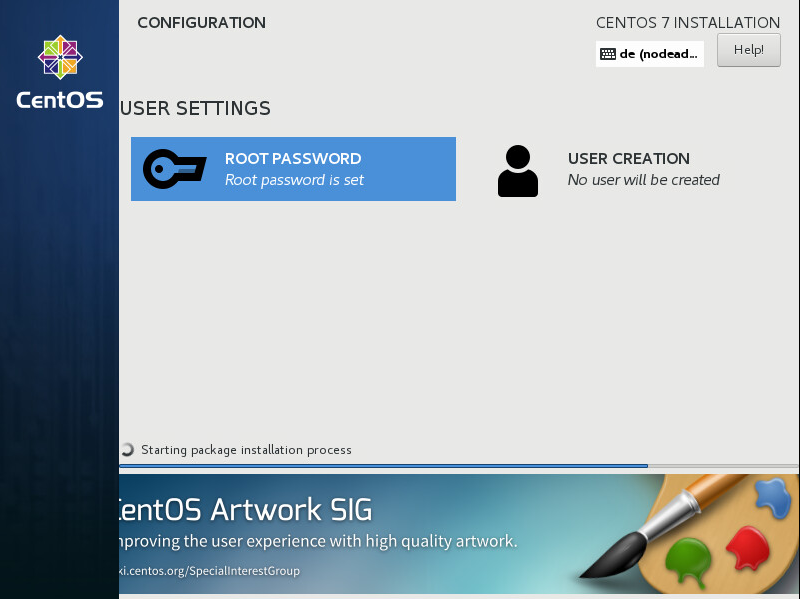 CONFIGURATION
CENTOS 7 INSTALLATION
de (nodead...
Help!
CentOS
USER SETTINGS
ROOT PASSWORD
Root password is set
USER CREATION
No user will be created
Starting package installation process
CentOS Artwork SIG
mproving the user experience with high quality artwork.
ki.centos.org/SpecialInterestGroup